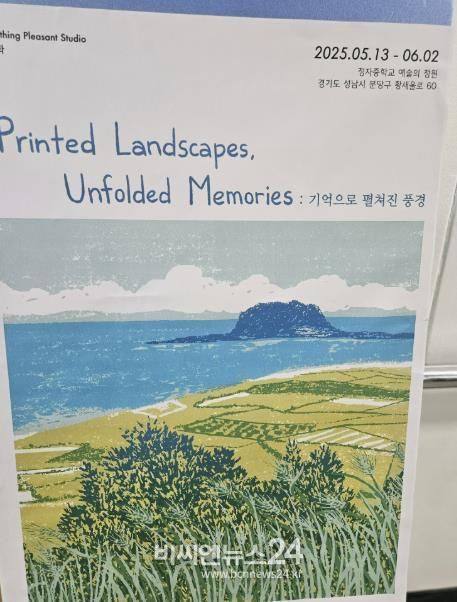 thing Pleasant Studio
2025.05.13 - 06.02
정자중학교 예술의 정원
경기도 성남시 분당구 황새울로 60
Printed Landscapes,
Unfolded Memories : 기억으로 펼쳐진 풍경
비씨엔뉴스24
www.bcnnews24.kr